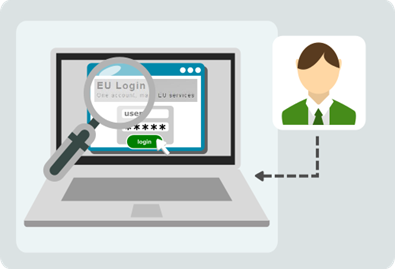 EU Login
One account, ma EU services
user
*****
login